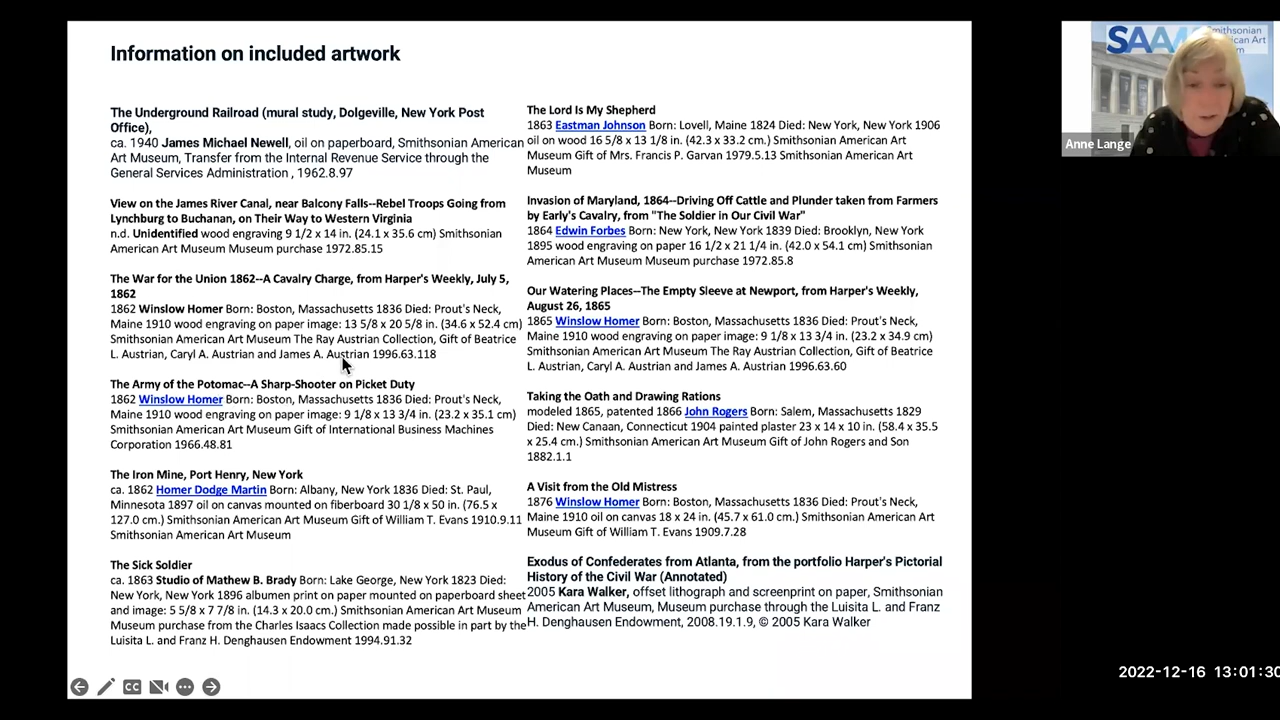 Information on included artwork
The Underground Railroad (mural study, Dolgeville, New York Post
Office),
ca. 1940 James Michael Newell, oil on paperboard, Smithsonian American
Art Museum, Transfer from the Internal Revenue Service through the
General Services Administration , 1962.8.97
View on the James River Canal, near Balcony Falls--Rebel Troops Going from
Lynchburg to Buchanan, on Their Way to Western Virginia
n.d. Unidentified wood engraving 9 1/2 x 14 in. (24.1 x 35.6 cm) Smithsonian
American Art Museum Museum purchase 1972.85.15
The War for the Union 1862--A Cavalry Charge, from Harper's Weekly, July 5,
1862
1862 Winslow Homer Born: Boston, Massachusetts 1836 Died: Prout's Neck,
Maine 1910 wood engraving on paper image: 13 5/8 x 20 5/8 in. (34.6 x 52.4 cm)
Smithsonian American Art Museum The Ray Austrian Collection, Gift of Beatrice
L. Austrian, Caryl A. Austrian and James A. Austrian 1996.63.118
The Army of the Potomac--A Sharp-Shooter on Picket Duty
1862 Winslow Homer Born: Boston, Massachusetts 1836 Died: Prout's Neck,
Maine 1910 wood engraving on paper image: 9 1/8 x 13 3/4 in. (23.2 x 35.1 cm)
Smithsonian American Art Museum Gift of International Business Machines
Corporation 1966.48.81
The Iron Mine, Port Henry, New York
ca. 1862 Homer Dodge Martin Born: Albany, New York 1836 Died: St. Paul,
Minnesota 1897 oil on canvas mounted on fiberboard 30 1/8 x 50 in. (76.5 x
127.0 cm.) Smithsonian American Art Museum Gift of William T. Evans 1910.9.11
Smithsonian American Art Museum
The Sick Soldier
ca. 1863 Studio of Mathew B. Brady Born: Lake George, New York 1823 Died:
New York, New York 1896 albumen print on paper mounted on paperboard sheet
and image: 5 5/8 x 7 7/8 in. (14.3 x 20.0 cm.) Smithsonian American Art Museum
Museum purchase from the Charles Isaacs Collection made possible in part by the
Luisita L. and Franz H. Denghausen Endowment 1994.91.32
The Lord Is My Shepherd
1863 Eastman Johnson Born: Lovell, Maine 1824 Died: New York, New York 1906
oil on wood 16 5/8 x 13 1/8 in. (42.3 x 33.2 cm.) Smithsonian American Art
Museum Gift of Mrs. Francis P. Garvan 1979.5.13 Smithsonian American Art
Museum
Invasion of Maryland, 1864--Driving Off Cattle and Plunder taken from Farmers
by Early's Cavalry, from "The Soldier in Our Civil War"
1864 Edwin Forbes Born: New York, New York 1839 Died: Brooklyn, New York
1895 wood engraving on paper 16 1/2 x 21 1/4 in. (42.0 x 54.1 cm) Smithsonian
American Art Museum Museum purchase 1972.85.8
Our Watering Places--The Empty Sleeve at Newport, from Harper's Weekly,
August 26, 1865
1865 Winslow Homer Born: Boston, Massachusetts 1836 Died: Prout's Neck,
Maine 1910 wood engraving on paper image: 9 1/8 x 13 3/4 in. (23.2 x 34.9 cm)
Smithsonian American Art Museum The Ray Austrian Collection, Gift of Beatrice
L. Austrian, Caryl A. Austrian and James A. Austrian 1996.63.60
Taking the Oath and Drawing Rations
modeled 1865, patented 1866 John Rogers Born: Salem, Massachusetts 1829
Died: New Canaan, Connecticut 1904 painted plaster 23 x 14 x 10 in. (58.4 x 35.5
x 25.4 cm.) Smithsonian American Art Museum Gift of John Rogers and Son
1882.1.1
A Visit from the Old Mistress
1876 Winslow Homer Born: Boston, Massachusetts 1836 Died: Prout's Neck,
Maine 1910 oil on canvas 18 x 24 in. (45.7 x 61.0 cm.) Smithsonian American Art
Museum Gift of William T. Evans 1909.7.28
Exodus of Confederates from Atlanta, from the portfolio Harper's Pictorial
History of the Civil War (Annotated)
2005 Kara Walker, offset lithograph and screenprint on paper, Smithsonian
American Art Museum, Museum purchase through the Luisita L. and Franz
H. Denghausen Endowment, 2008.19.1.9, © 2005 Kara Walker
CC
Anne Lange
2022-12-16 13:01:30